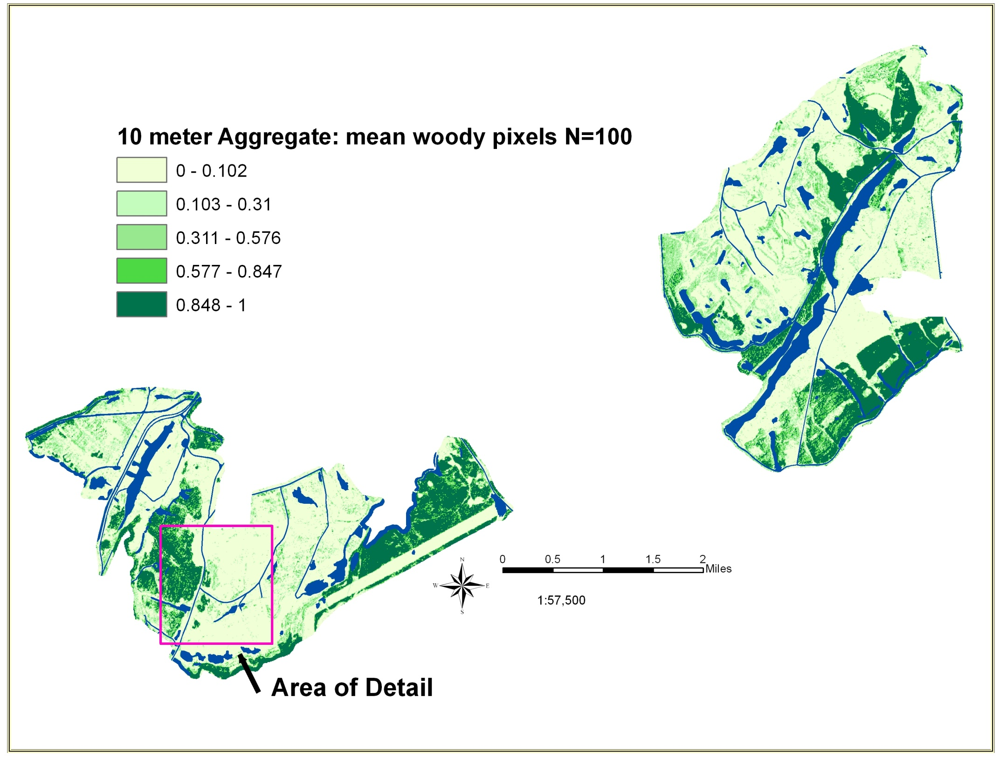 10 meter Aggregate: mean woody pixels N=100
0 - 0.102
0.103 - 0.31
0.311 - 0.576
0.577 - 0.847
0.848 - 1
N
W E
S
0 0.5 1 1.5 2
Miles
1:57,500
Area of Detail